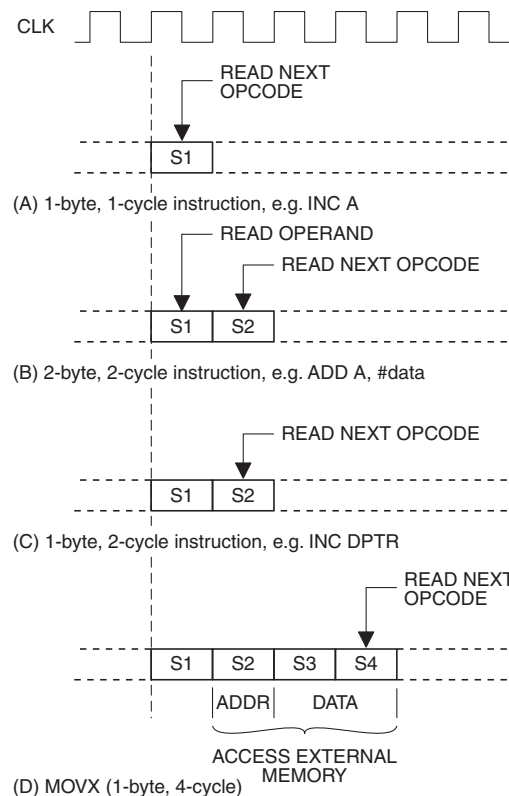 CLK
READ NEXT
OPCODE
S1
(A) 1-byte, 1-cycle instruction, e.g. INC A
READ OPERAND
READ NEXT OPCODE
S1 S2
(B) 2-byte, 2-cycle instruction, e.g. ADD A, #data
READ NEXT OPCODE
S1 S2
(C) 1-byte, 2-cycle instruction, e.g. INC DPTR
READ NEXT
OPCODE
S1 S2 S3 S4
ADDR DATA
ACCESS EXTERNAL
MEMORY
(D) MOVX (1-byte, 4-cycle)